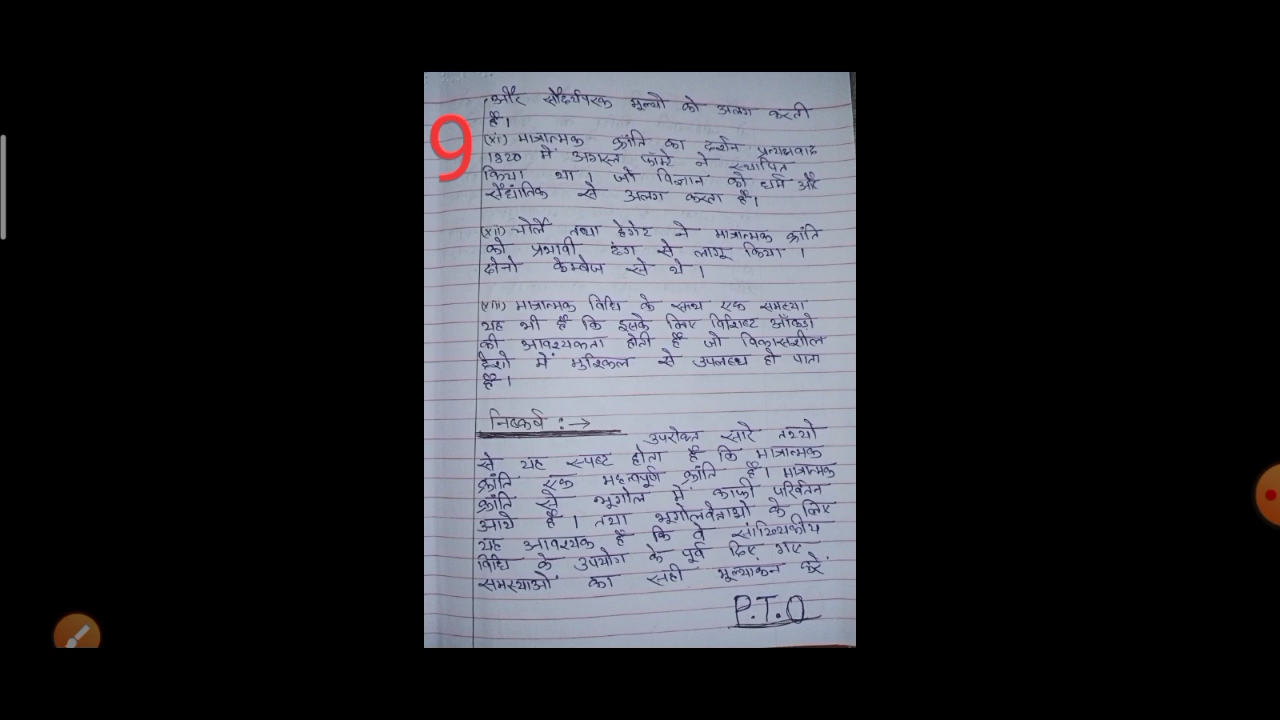 9
और सौंदर्यपरक मूल्यों को अलग करती
है।
(xi) मात्रात्मक क्रांति का दर्शन प्रत्यक्षवाद
1820 में अगस्त कॉम्टे ने स्थापित
किया था। जो विज्ञान को धर्म और
सैद्यांतिक से अलग करता है।
(xii) चोर्ले तथा हेगेट ने मात्रात्मक क्रांति
को प्रभावी ढंग से लागू किया।
दोनो केम्बेज से थे।
(xiii) मात्रात्मक विधि के साथ एक समस्या
यह भी है कि इसके लिए विशिष्ट आँकड़ो
की आवश्यकता होती है जो विकासशील
देशो में मुश्किल से उपलब्ध हो पाता
है।
निष्कर्ष :→
उपरोक्त सारे तथ्यो
से यह स्पष्ट होता है कि मात्रात्मक
क्रांति एक महत्वपूर्ण क्रांति है। मात्रात्मक
क्रांति से भूगोल में काफी परिवर्तन
आये है। तथा भूगोलवेत्ताओ के लिए
यह आवश्यक है कि वे सांख्यिकीय
विधि के उपयोग के पूर्व दिए गए
समस्याओं का सही मूल्यांकन करें
P.T.O